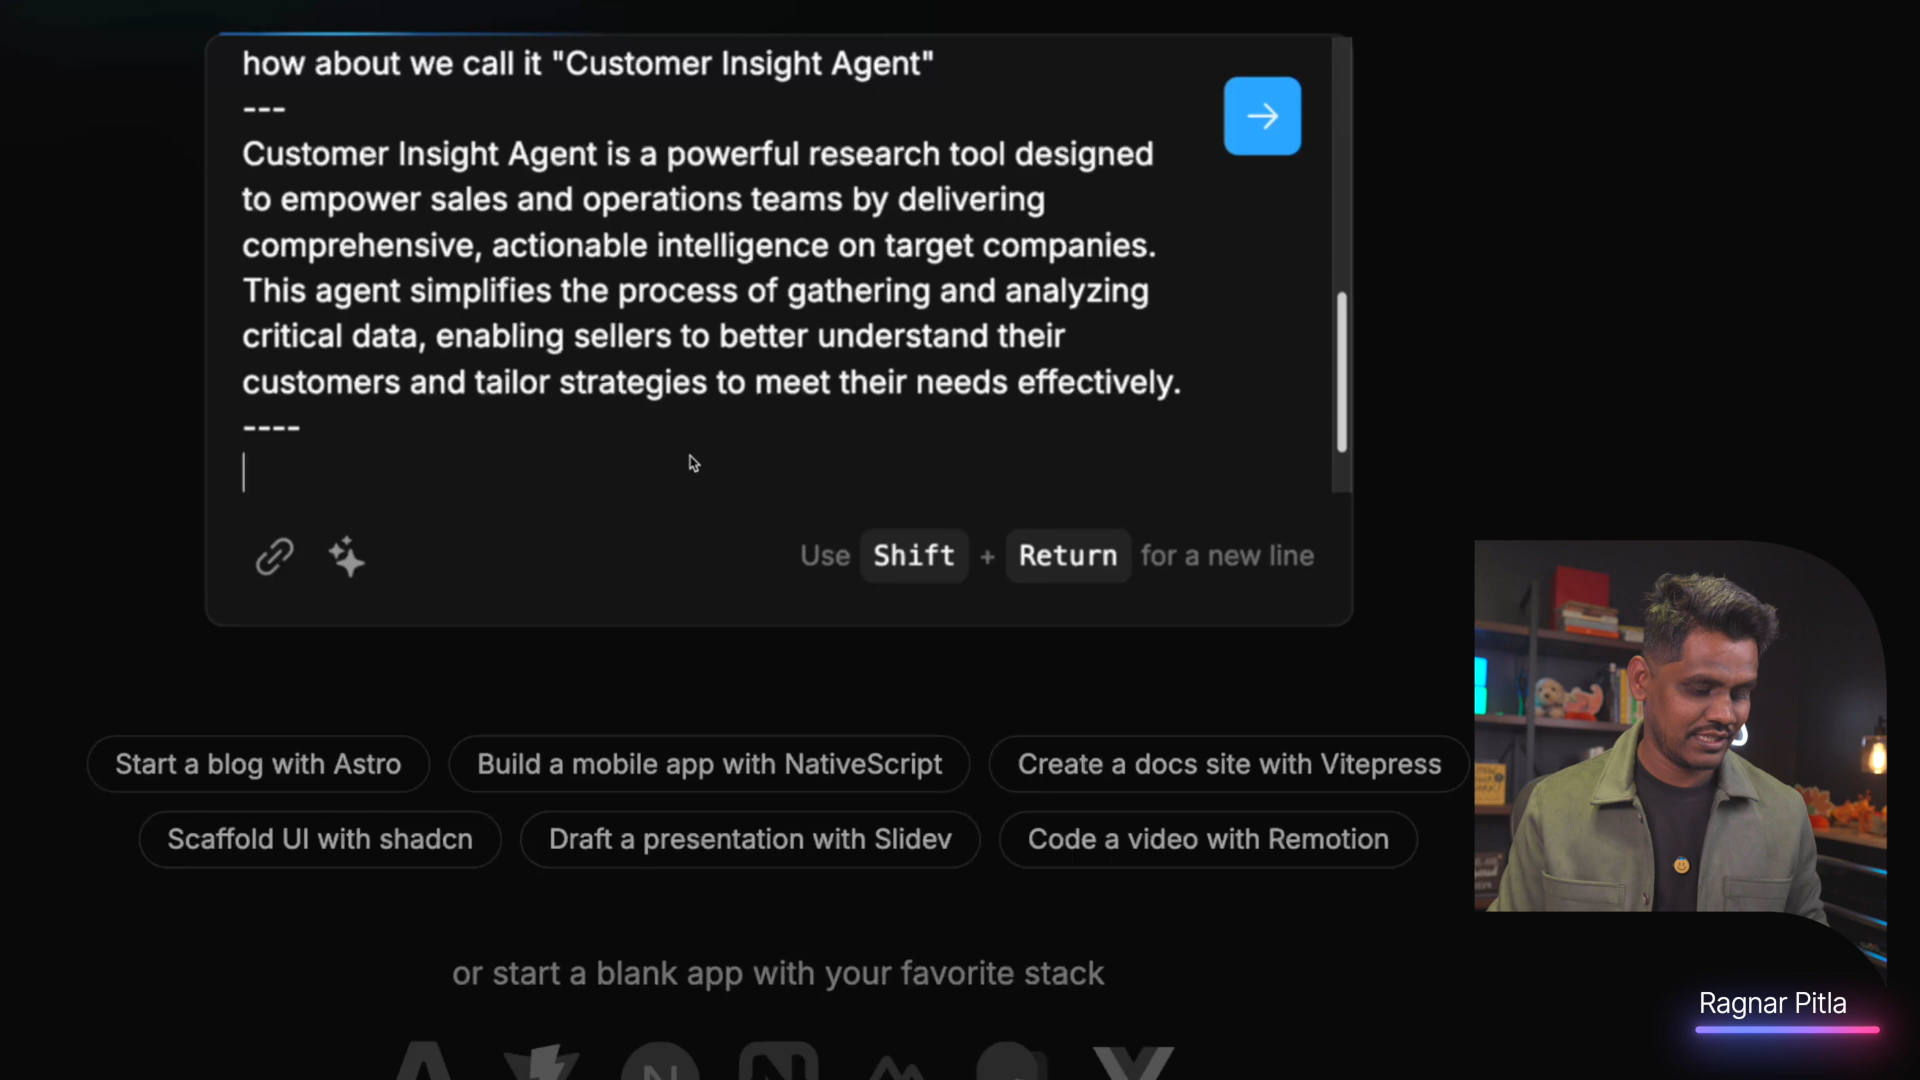 how about we call it "Customer Insight Agent"
---
Customer Insight Agent is a powerful research tool designed
to empower sales and operations teams by delivering
comprehensive, actionable intelligence on target companies.
This agent simplifies the process of gathering and analyzing
critical data, enabling sellers to better understand their
customers and tailor strategies to meet their needs effectively.
----
Use Shift + Return for a new line
Start a blog with Astro
Build a mobile app with NativeScript
Create a docs site with Vitepress
Scaffold UI with shadcn
Draft a presentation with Slidev
Code a video with Remotion
or start a blank app with your favorite stack
Ragnar Pitla